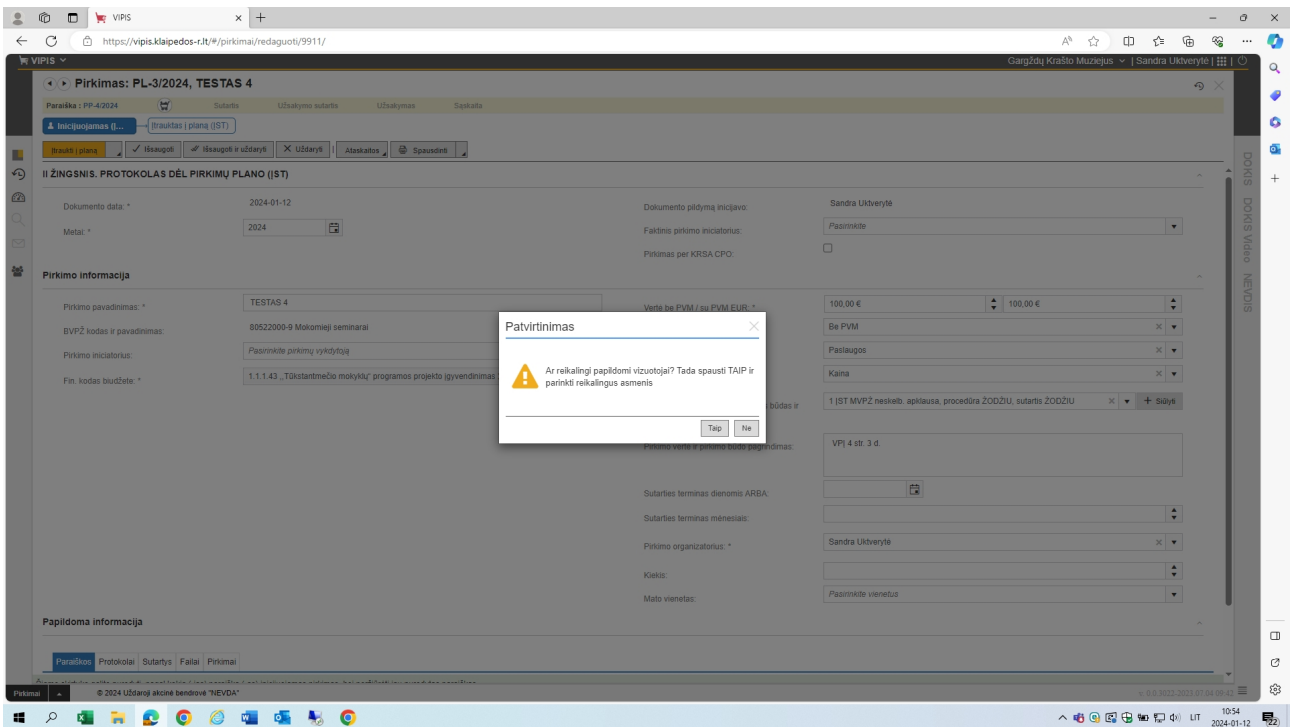 VIPIS
https://vipis.klaipedos-r.lt/#/pirkimai/redaguoti/9911/
VIPIS
Gargždų Krašto Muziejus | Sandra Uktverytė |
Pirkimas: PL-3/2024, TESTAS 4
Paraiška : PP-4/2024 Sutartis Užsakymo sutartis Užsakymas Sąskaita
Inicijuojamas (Į... Įtrauktas į planą (ĮST)
Įtraukti į planą Išsaugoti Išsaugoti ir uždaryti Uždaryti Ataskaitos Spausdinti
II ŽINGSNIS. PROTOKOLAS DĖL PIRKIMŲ PLANO (ĮST)
Dokumento data: * 2024-01-12 Dokumento pildymą inicijavo: Sandra Uktverytė
Metai: * 2024 Faktinis pirkimo iniciatorius: Pasirinkite
Pirkimas per KRSA CPO:
Pirkimo informacija
Pirkimo pavadinimas: * TESTAS 4 Vertė be PVM / su PVM EUR: * 100,00 € 100,00 €
BVPŽ kodas ir pavadinimas: 80522000-9 Mokomieji seminarai Be PVM
Pirkimo iniciatorius: Pasirinkite pirkimų vykdytoją Paslaugos
Fin. kodas biudžete: * 1.1.1.43 „Tūkstantmečio mokyklų" programos projekto įgyvendinimas Kaina
būdas ir 1 ĮST MVPŽ neskelb. apklausa, procedūra ŽODŽIU, sutartis ŽODŽIU + Siūlyti
Patvirtinimas
Ar reikalingi papildomi vizuotojai? Tada spausti TAIP ir
parinkti reikalingus asmenis
Taip Ne
Pirkimo vertė ir pirkimo būdo pagrindimas: VPĮ 4 str. 3 d.
Sutarties terminas dienomis ARBA:
Sutarties terminas mėnesiais:
Pirkimo organizatorius: * Sandra Uktverytė
Kiekis:
Mato vienetas: Pasirinkite vienetus
Papildoma informacija
Paraiškos Protokolai Sutartys Failai Pirkimai
DOKIS DOKIS Video NEVDIS
Pirkimai © 2024 Uždaroji akcinė bendrovė "NEVDA"
LIT 10:54
2024-01-12